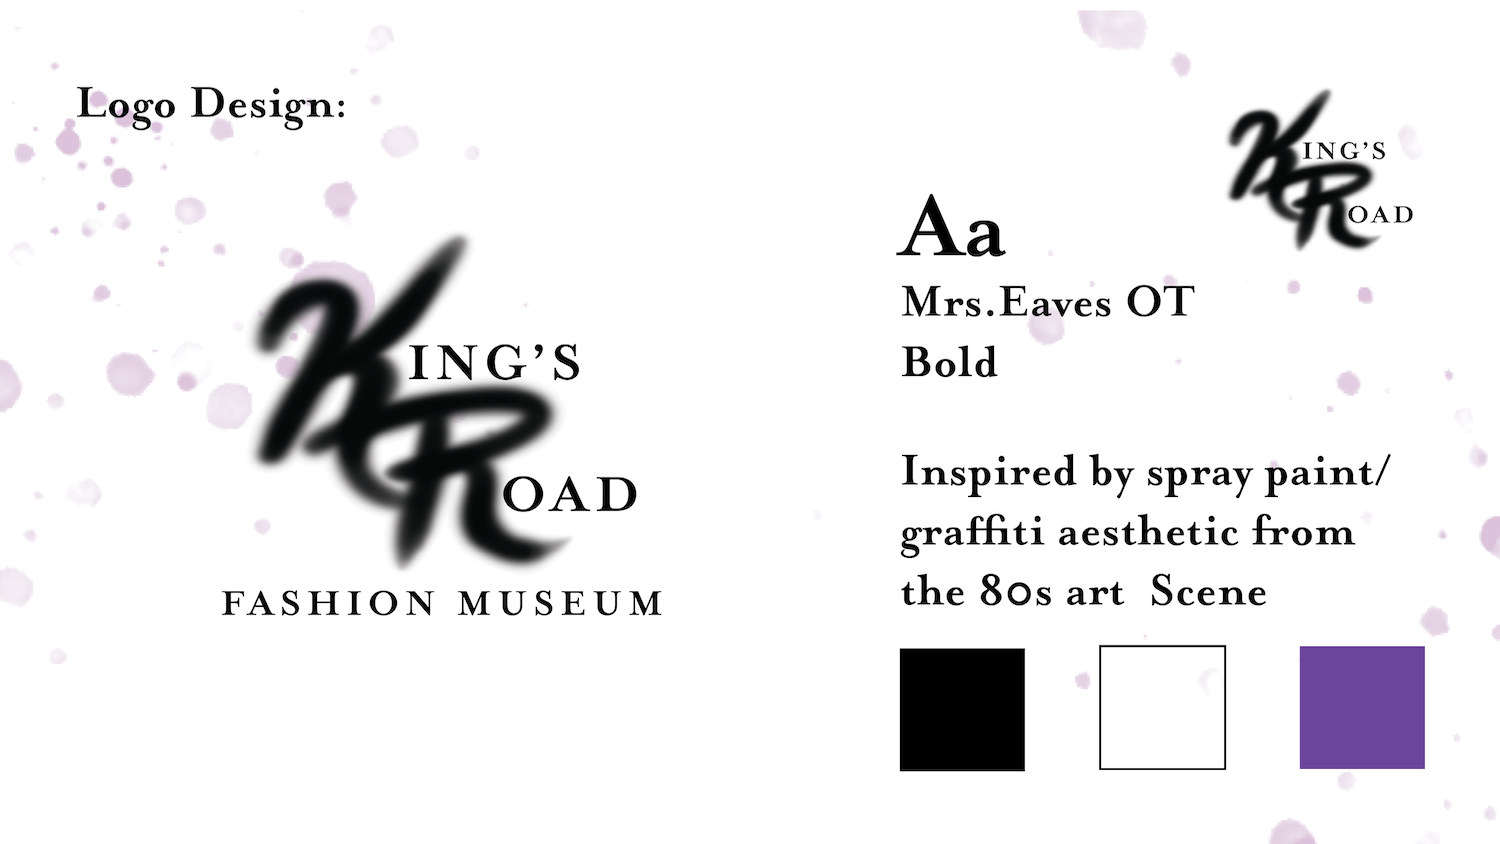 Logo Design:
KING’S
ROAD
FASHION MUSEUM
KING’S
ROAD
Aa
Mrs.Eaves OT
Bold
Inspired by spray paint/
graffiti aesthetic from
the 80s art  Scene